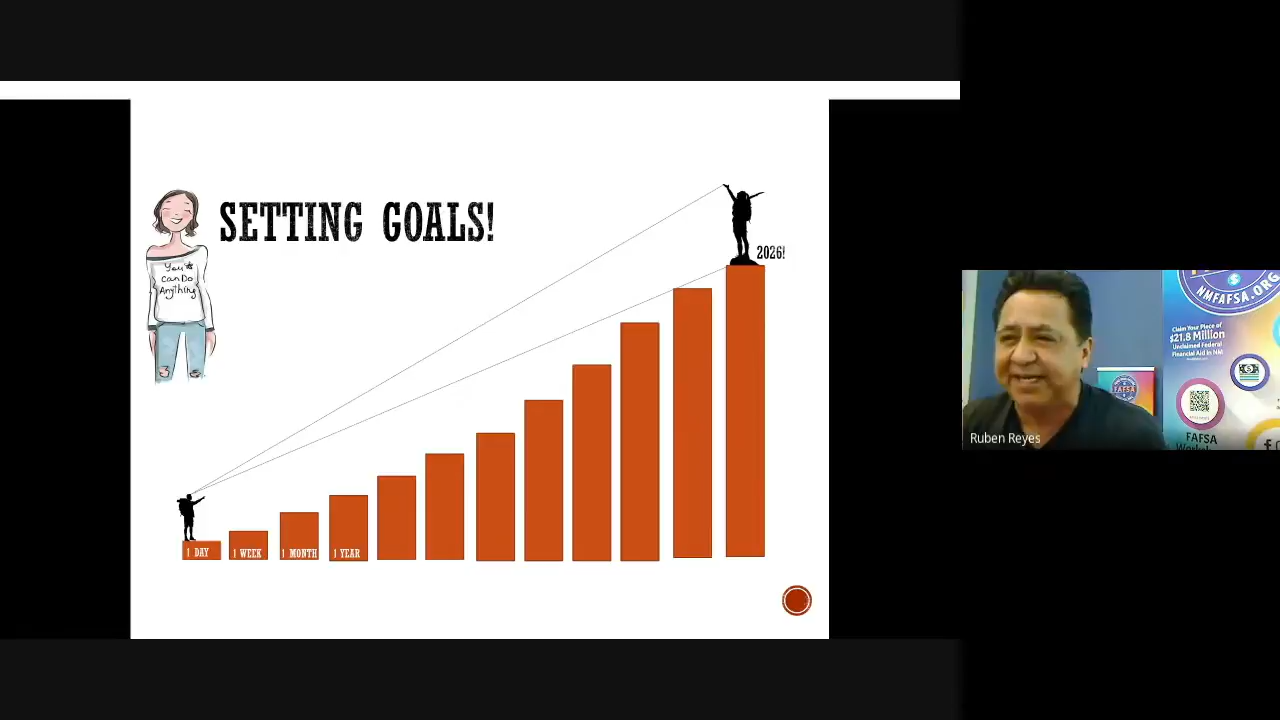 SETTING GOALS!
You
can Do
Anything
2026!
1 DAY
1 WEEK
1 MONTH
1 YEAR
NMFAFSA.ORG
Claim Your Piece of
$21.8 Million
Unclaimed Federal
Financial Aid in NM
FAFSA
FAFSA
Ruben Reyes